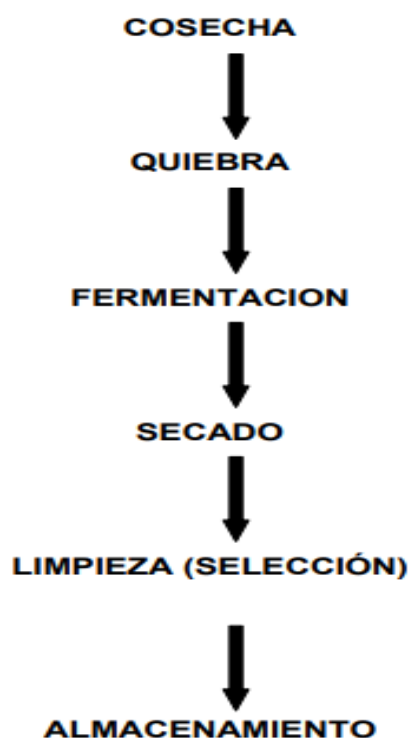 COSECHA
QUIEBRA
FERMENTACION
SECADO
LIMPIEZA (SELECCIÓN)
ALMACENAMIENTO